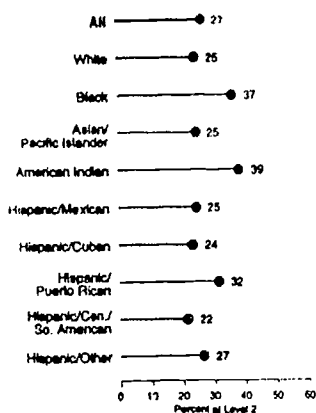 All 27
White 25
Black 37
Asian/
Pacific Islander 25
American Indian 39
Hispanic/Mexican 25
Hispanic/Cuban 24
Hispanic/
Puerto Rican 32
Hispanic/Cen./
So. American 22
Hispanic/Other 27
0 10 20 30 40 50 60
Percent at Level 2